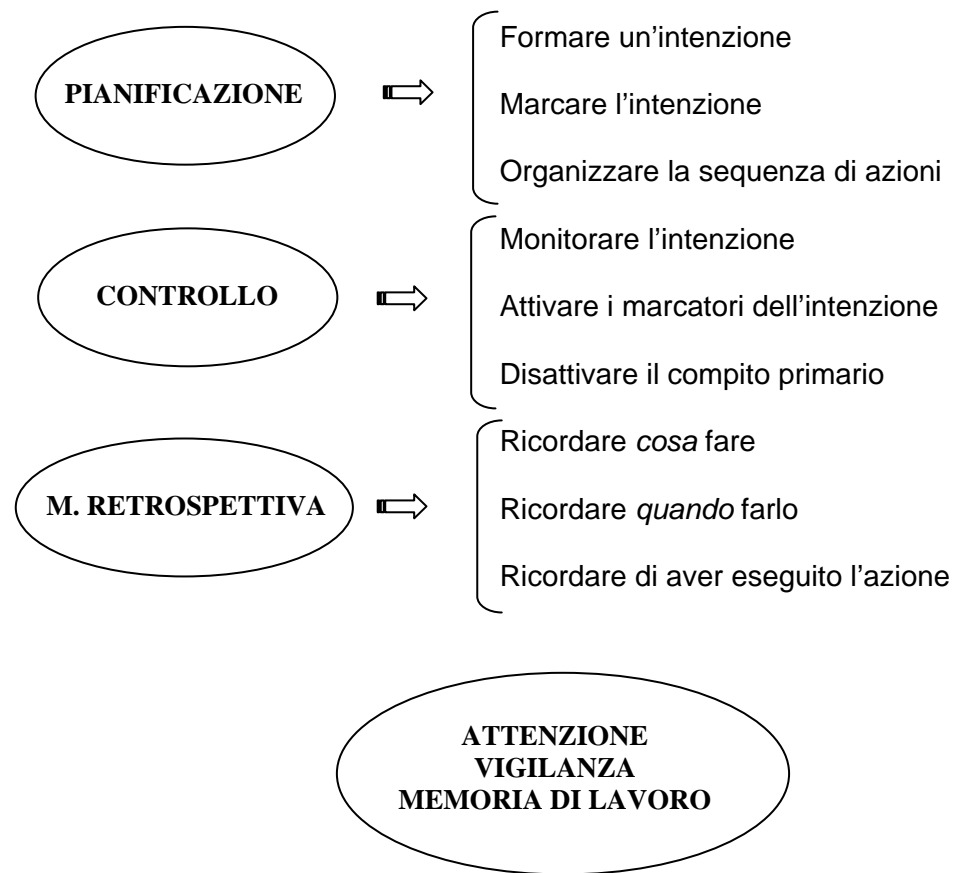 PIANIFICAZIONE
Formare un’intenzione
Marcare l’intenzione
Organizzare la sequenza di azioni
CONTROLLO
Monitorare l’intenzione
Attivare i marcatori dell’intenzione
Disattivare il compito primario
M. RETROSPETTIVA
Ricordare cosa fare
Ricordare quando farlo
Ricordare di aver eseguito l’azione
ATTENZIONE
VIGILANZA
MEMORIA DI LAVORO